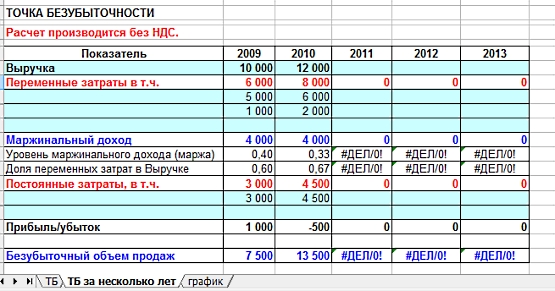 ТОЧКА БЕЗУБЫТОЧНОСТИ
Расчет производится без НДС.
Показатель 2009 2010 2011 2012 2013
Выручка 10 000 12 000
Переменные затраты в т.ч. 6 000 8 000 0 0 0
5 000 6 000
1 000 2 000
Маржинальный доход 4 000 4 000 0 0 0
Уровень маржинального дохода (маржа) 0,40 0,33 #ДЕЛ/0! #ДЕЛ/0! #ДЕЛ/0!
Доля переменных затрат в Выручке 0,60 0,67 #ДЕЛ/0! #ДЕЛ/0! #ДЕЛ/0!
Постоянные затраты, в т.ч. 3 000 4 500 0 0 0
3 000 4 500
Прибыль/убыток 1 000 -500 0 0 0
Безубыточный объем продаж 7 500 13 500 #ДЕЛ/0! #ДЕЛ/0! #ДЕЛ/0!
ТБ ТБ за несколько лет график